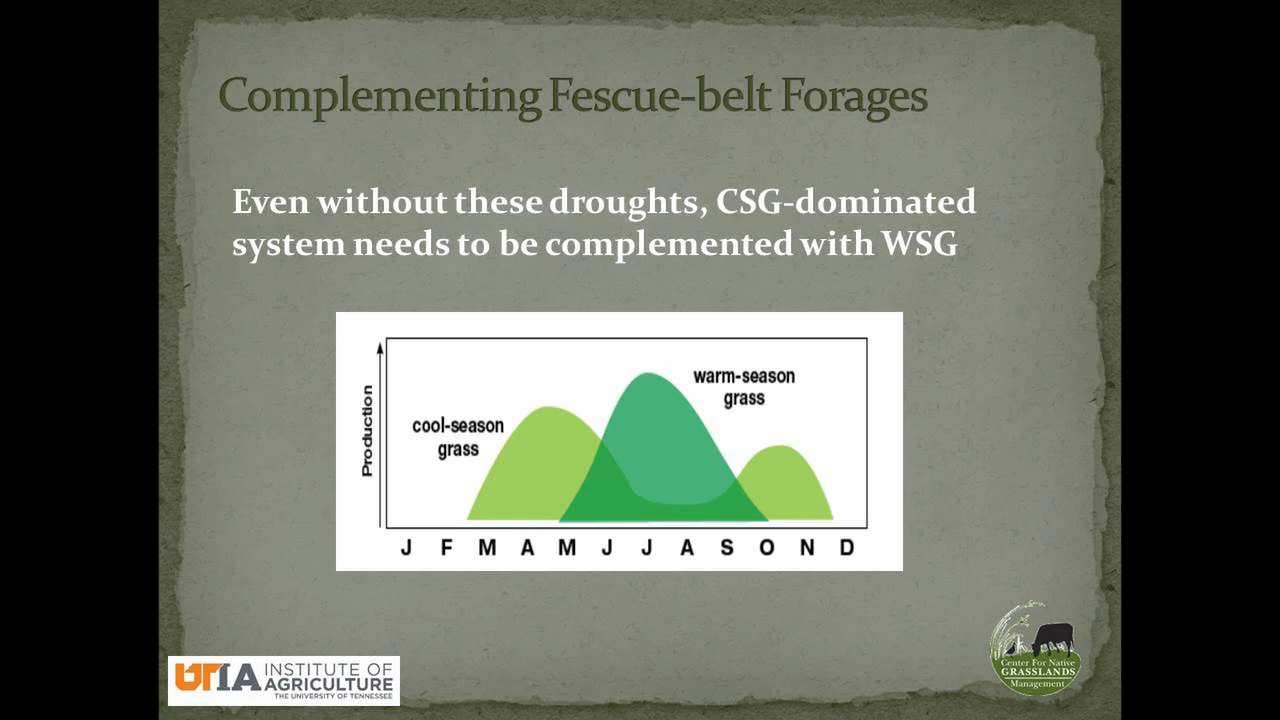 Complementing Fescue-belt Forages
Even without these droughts, CSG-dominated
system needs to be complemented with WSG
Production
cool-season
grass
warm-season
grass
J F M A M J J A S O N D
UTIA INSTITUTE OF
AGRICULTURE
THE UNIVERSITY OF TENNESSEE
Center For Native
GRASSLANDS
Management